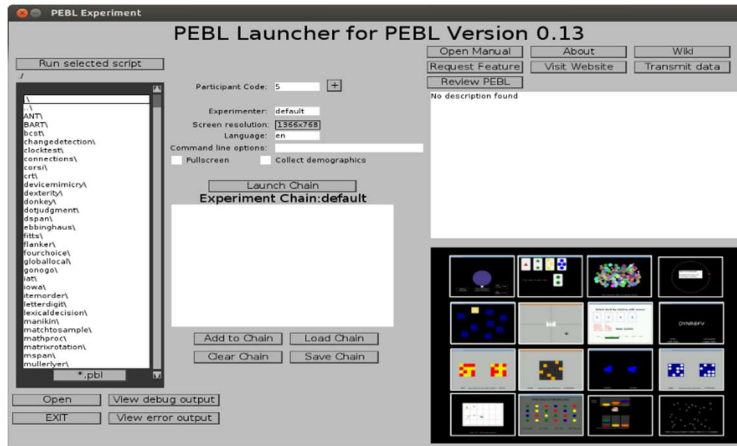 PEBL Experiment
PEBL Launcher for PEBL Version 0.13
Open Manual
About
Wiki
Request Feature
Visit Website
Transmit data
Review PEBL
Run selected script
./
.\
..\
ANT\
BART\
bcst\
changedetection\
clocktest\
connections\
corsi\
crt\
devicemimicry\
dexterity\
donkey\
dotjudgment\
dspan\
ebbinghaus\
fitts\
flanker\
fourchoice\
globallocal\
gonogo\
iat\
iowa\
itemorder\
letterdigit\
lexicaldecision\
manikin\
matchtosample\
mathproc\
matrixrotation\
mspan\
mullerlyer\
*.pbl
Open
View debug output
EXIT
View error output
Participant Code: 5 +
Experimenter: default
Screen resolution: 1366x768
Language: en
Command line options:
Fullscreen
Collect demographics
Launch Chain
Experiment Chain:default
Add to Chain
Load Chain
Clear Chain
Save Chain
No description found